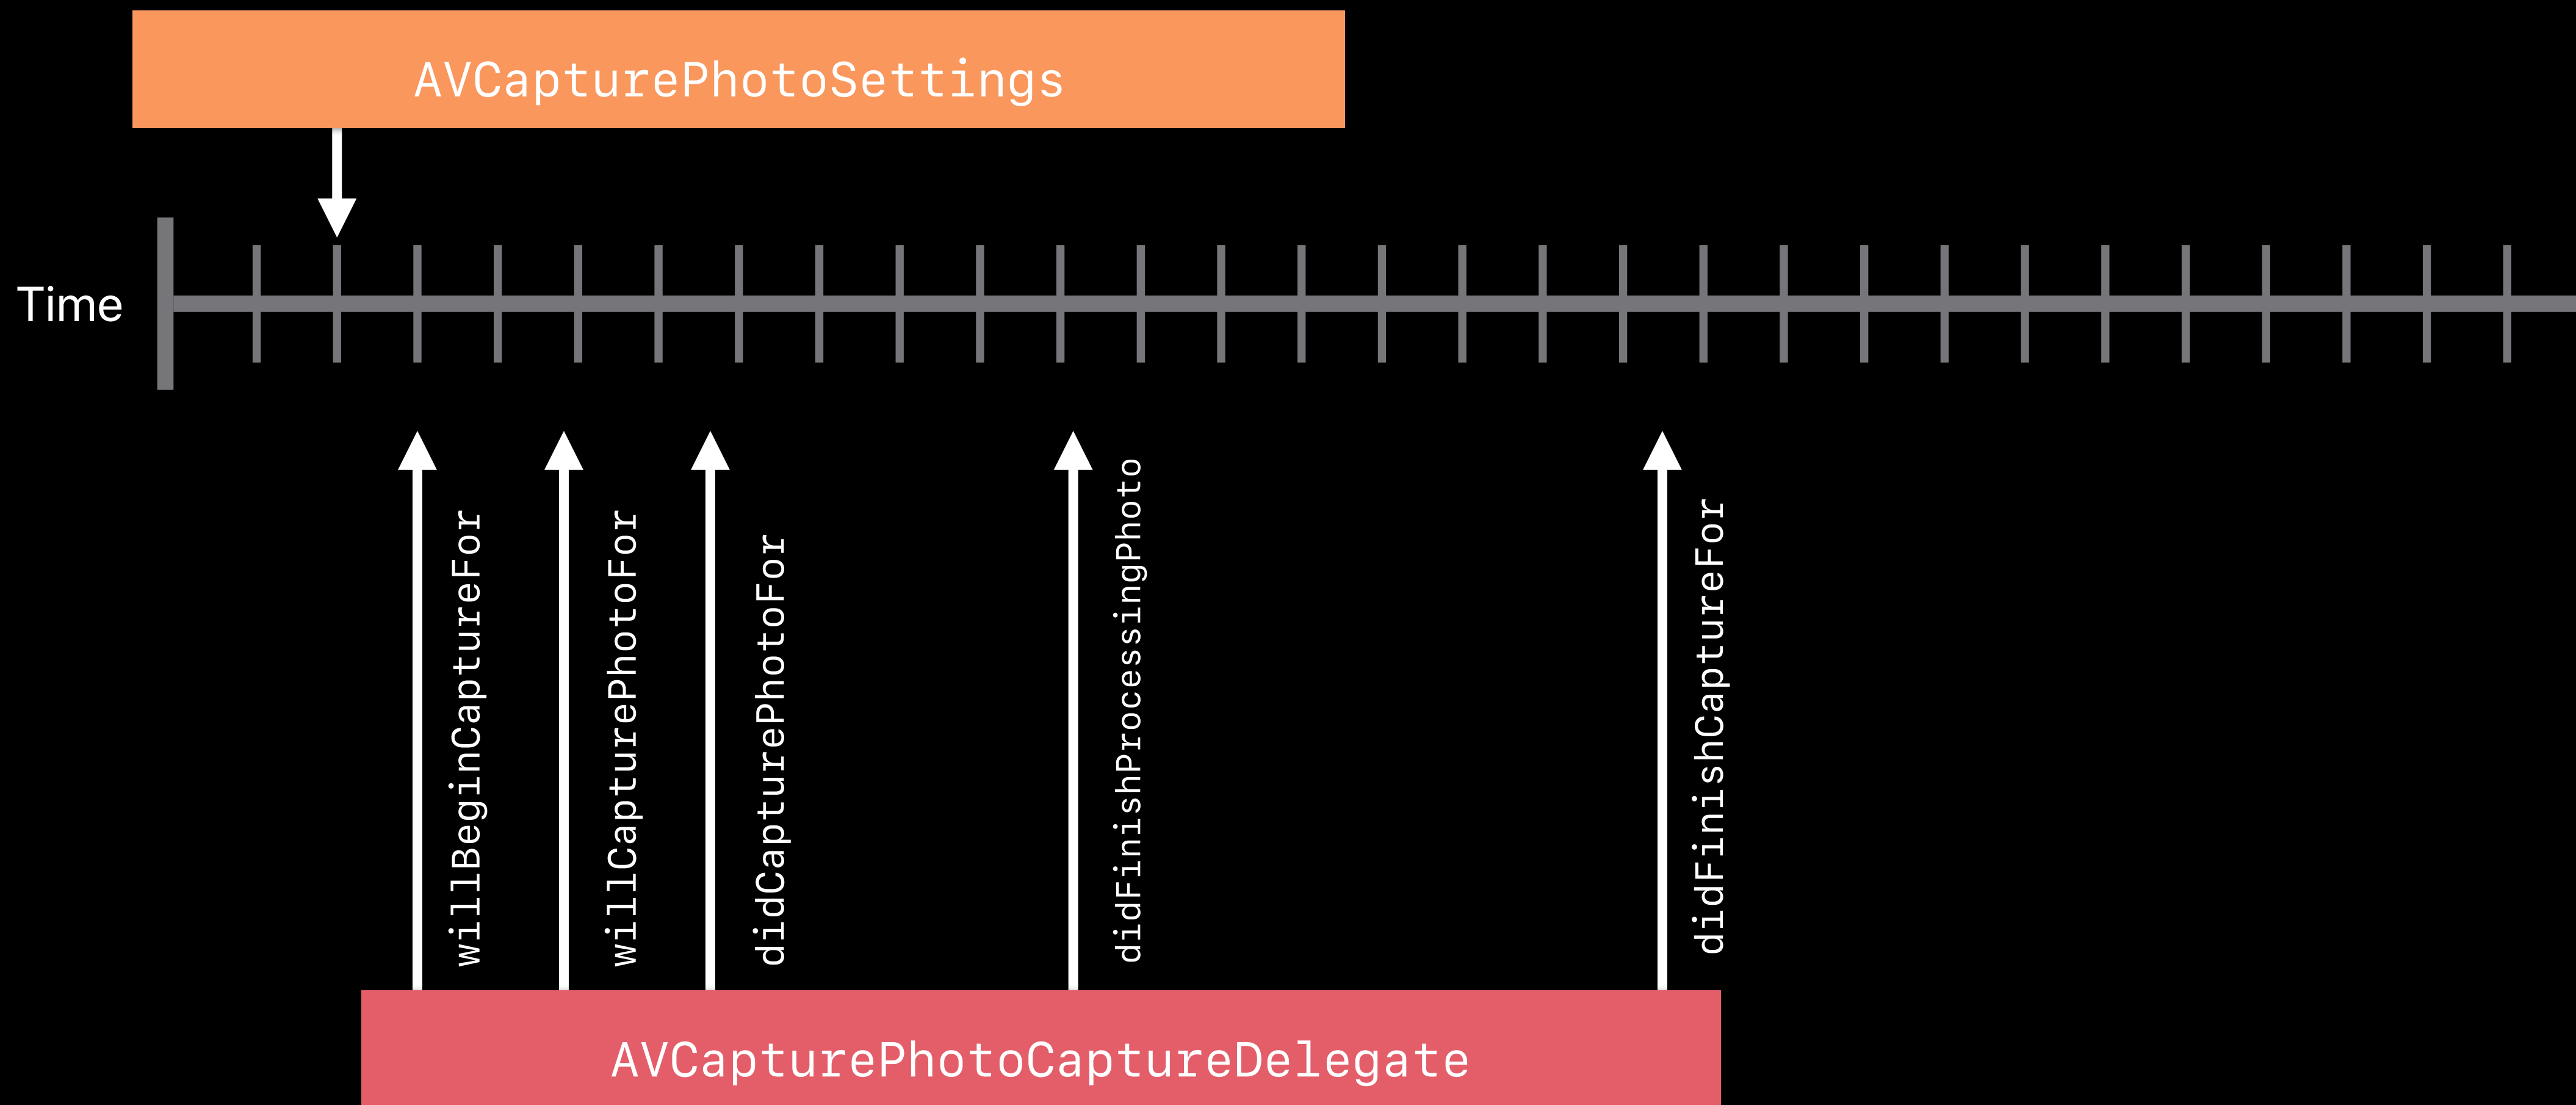 AVCapturePhotoSettings
Time
willBeginCaptureFor
willCapturePhotoFor
didCapturePhotoFor
didFinishProcessingPhoto
didFinishCaptureFor
AVCapturePhotoCaptureDelegate